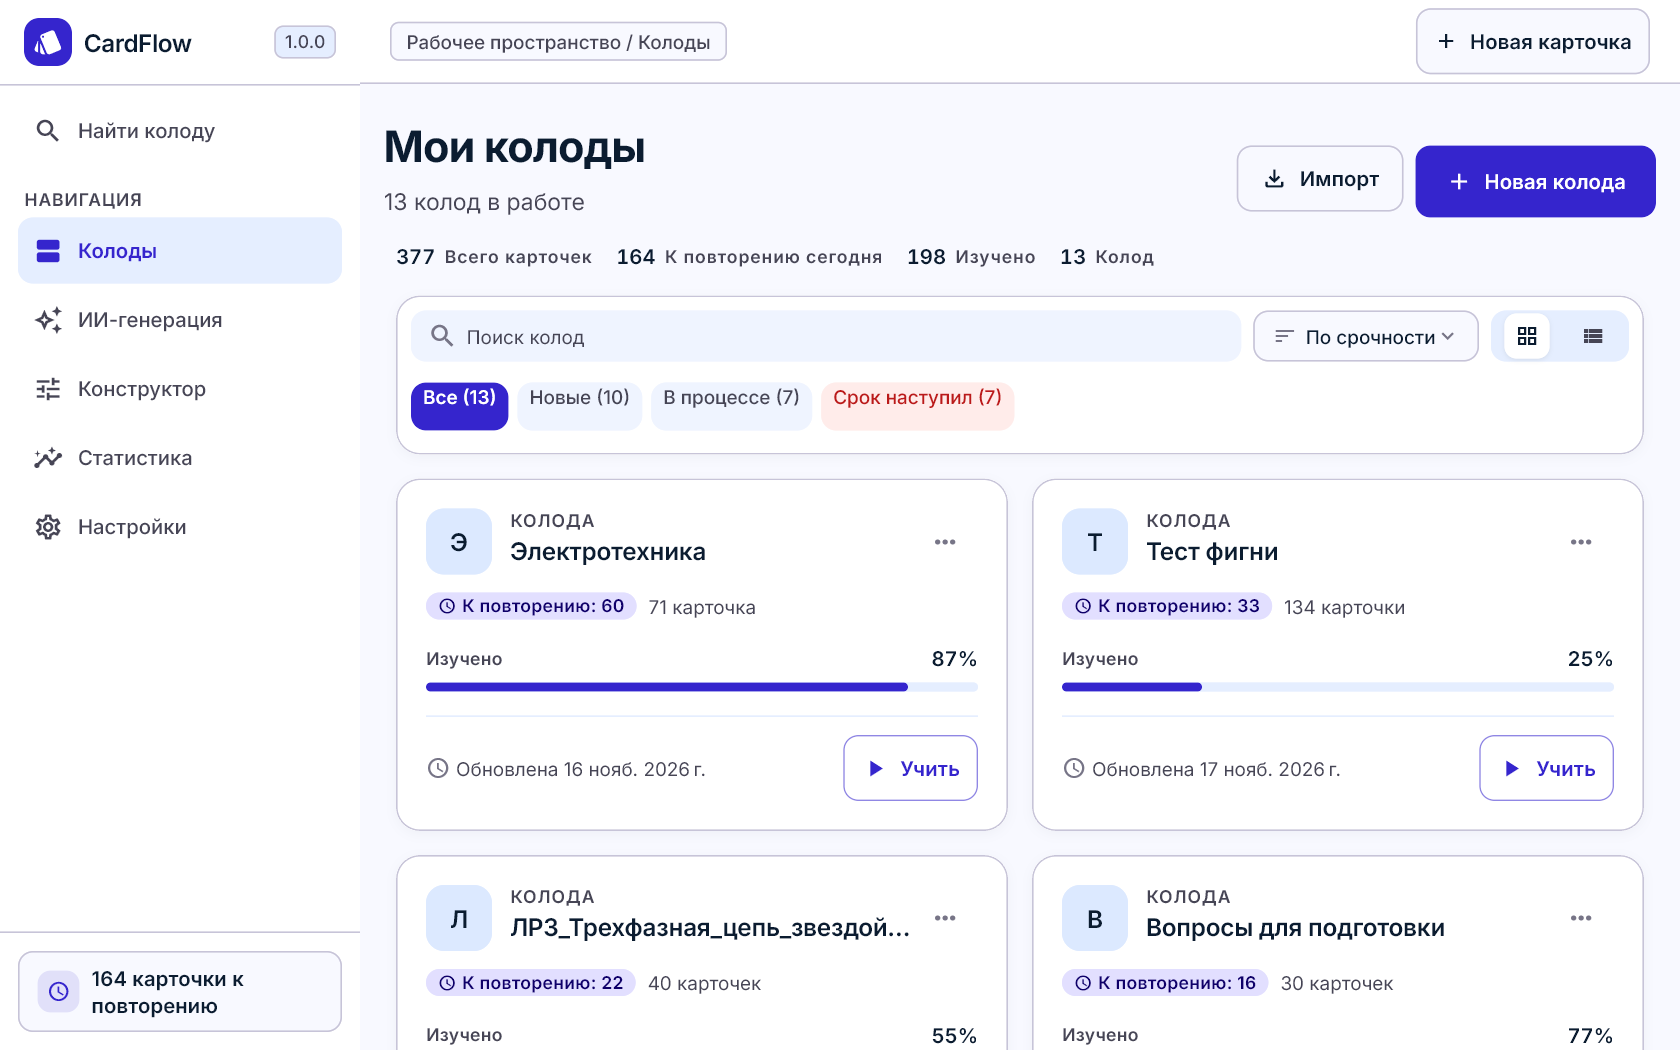 CardFlow
1.0.0
Найти колоду
НАВИГАЦИЯ
Колоды
ИИ-генерация
Конструктор
Статистика
Настройки
164 карточки к
повторению
Рабочее пространство / Колоды
+ Новая карточка
Мои колоды
13 колод в работе
Импорт
+ Новая колода
377 Всего карточек 164 К повторению сегодня 198 Изучено 13 Колод
Поиск колод
По срочности
Все (13) Новые (10) В процессе (7) Срок наступил (7)
Э
КОЛОДА
Электротехника
К повторению: 60 71 карточка
Изучено 87%
Обновлена 16 нояб. 2026 г.
Учить
Т
КОЛОДА
Тест фигни
К повторению: 33 134 карточки
Изучено 25%
Обновлена 17 нояб. 2026 г.
Учить
Л
КОЛОДА
ЛР3_Трехфазная_цепь_звездой...
К повторению: 22 40 карточек
Изучено 55%
В
КОЛОДА
Вопросы для подготовки
К повторению: 16 30 карточек
Изучено 77%